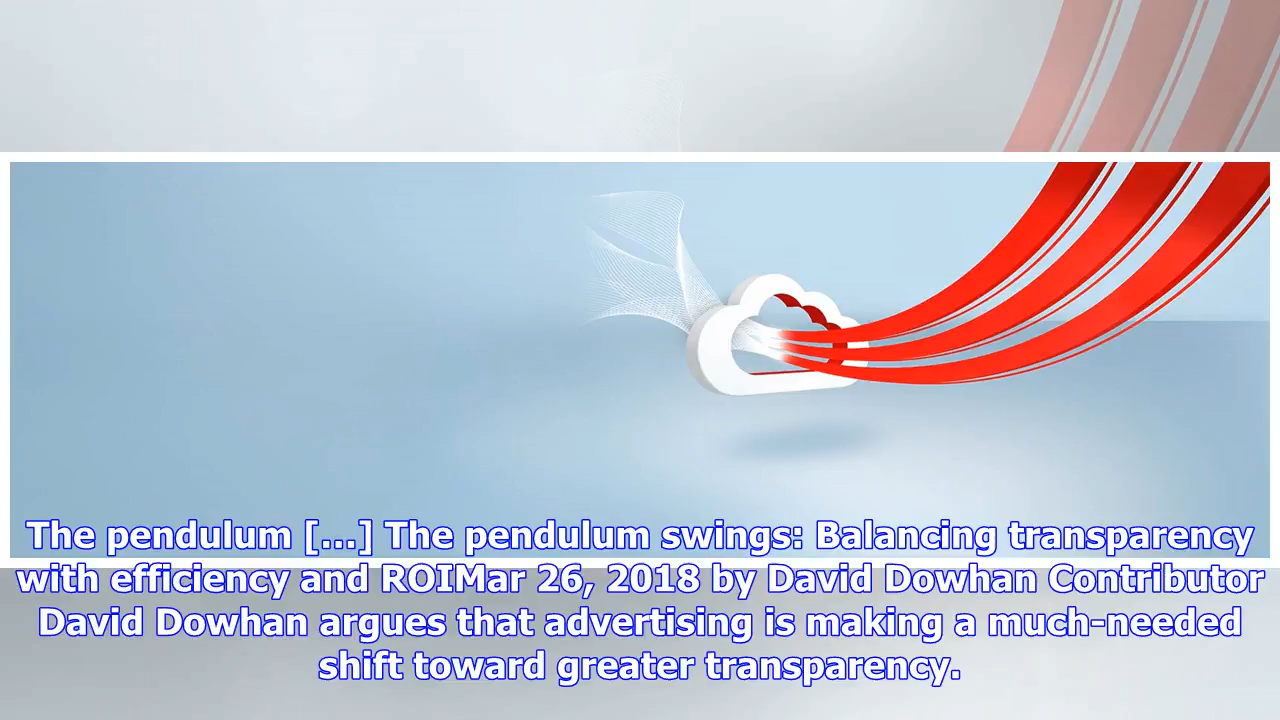 The pendulum [...] The pendulum swings: Balancing transparency
with efficiency and ROIMar 26, 2018 by David Dowhan Contributor
David Dowhan argues that advertising is making a much-needed
shift toward greater transparency.